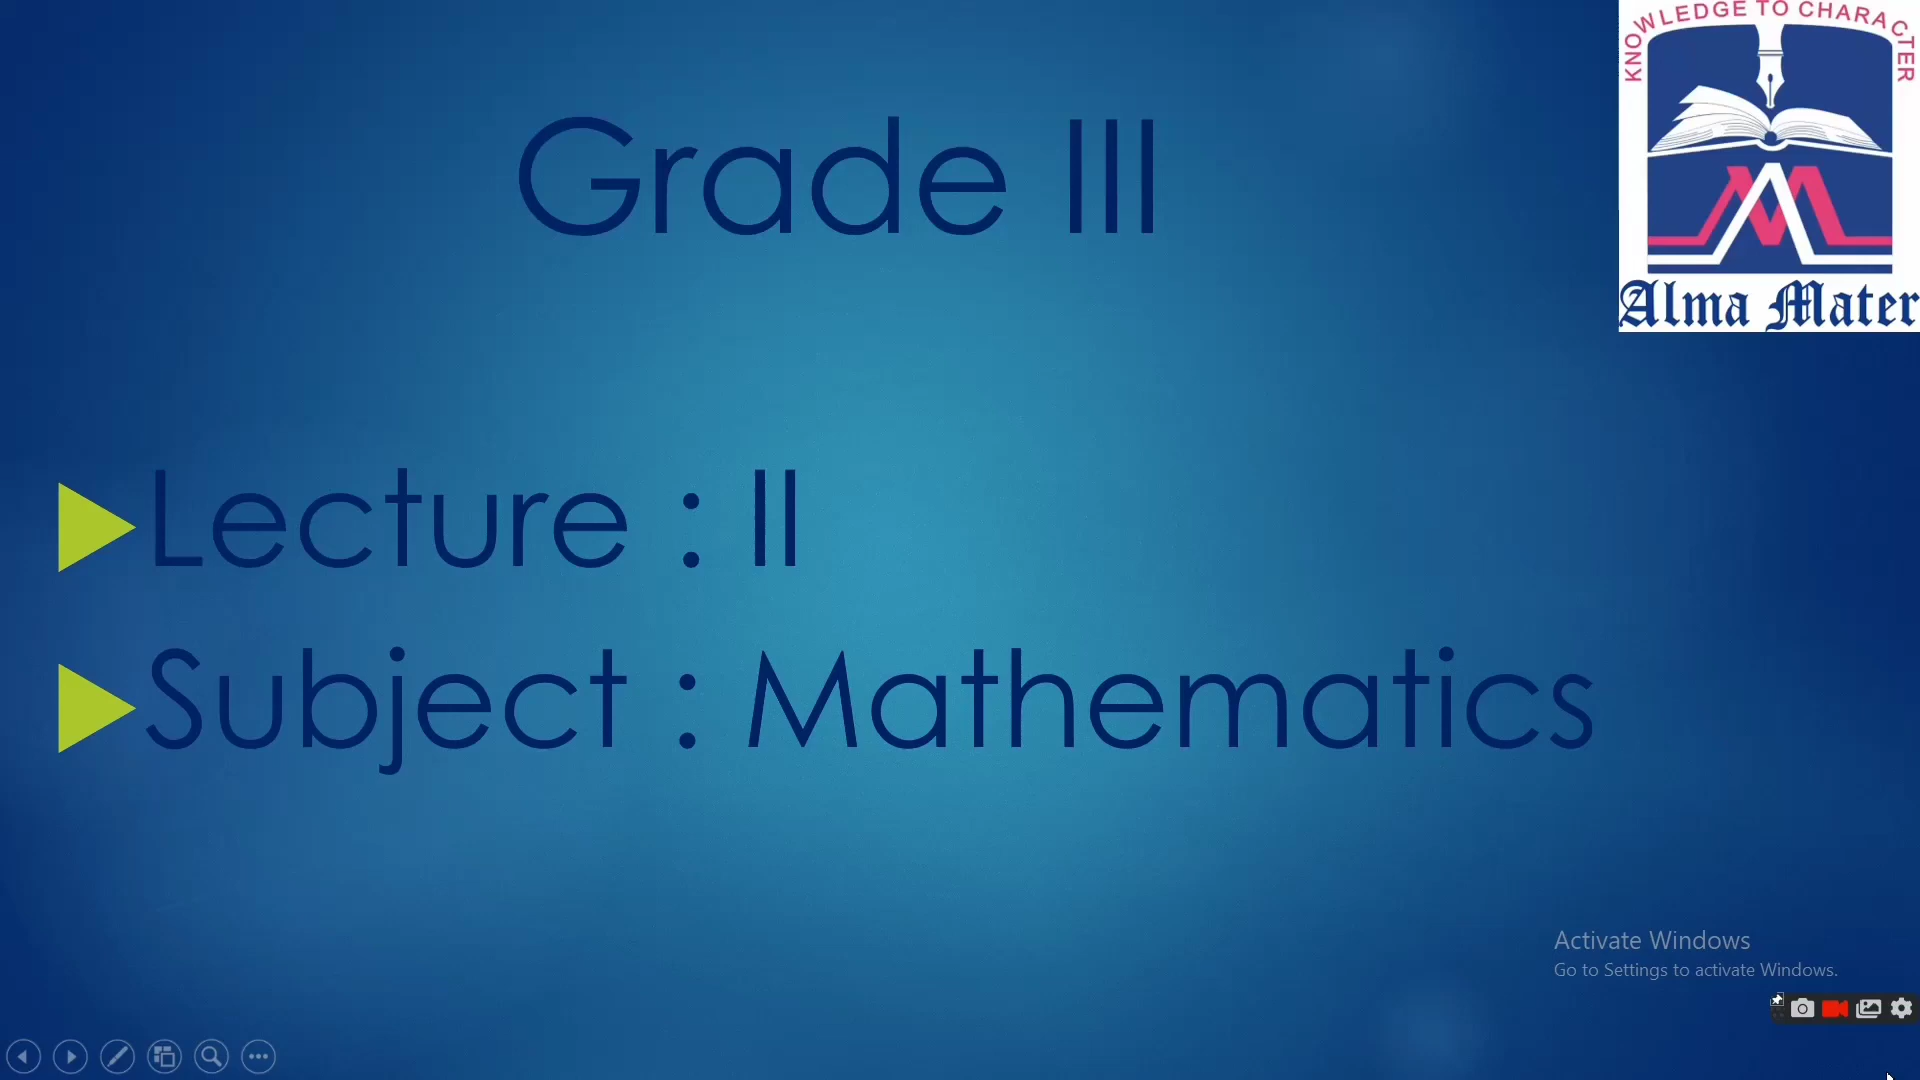 KNOWLEDGE TO CHARACTER
Grade III
Alma Mater
Lecture : II
Subject : Mathematics
Activate Windows
Go to Settings to activate Windows.